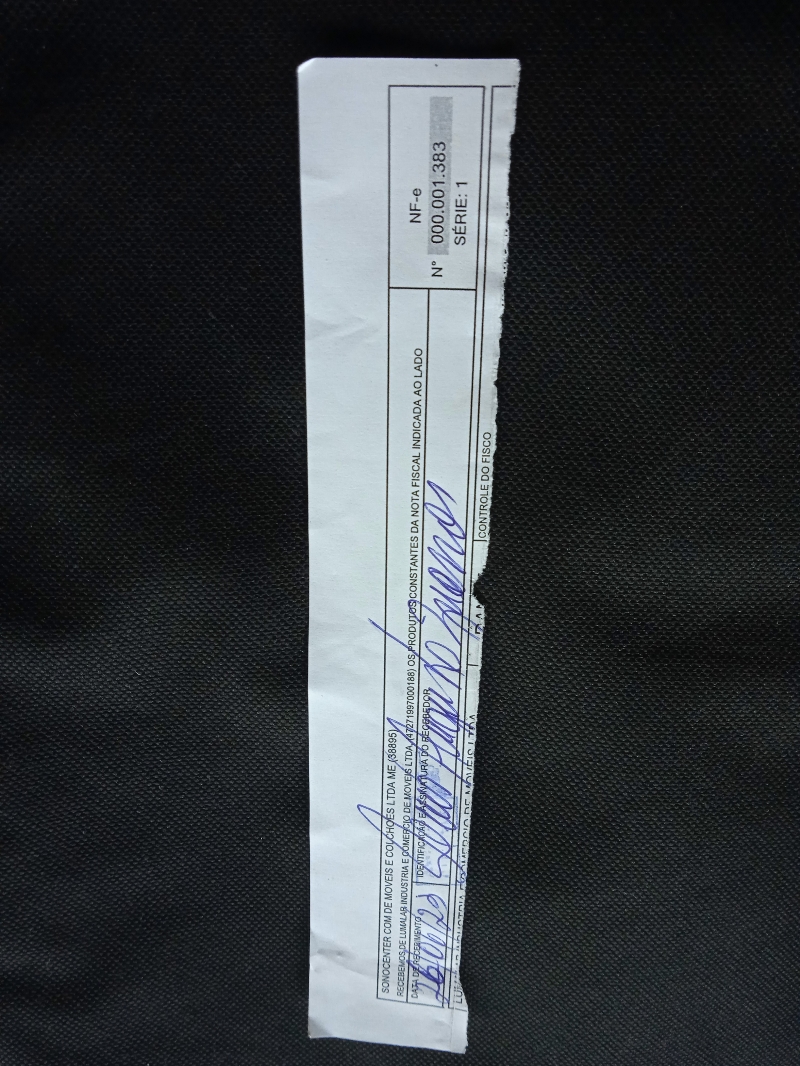 SONOCENTER COM DE MOVEIS E COLCHOES LTDA ME (38895)
RECEBEMOS DE LUMALAB INDUSTRIA E COMERCIO DE MOVEIS LTDA (47271997000188) OS PRODUTOS CONSTANTES DA NOTA FISCAL INDICADA AO LADO
DATA DE RECEBIMENTO
IDENTIFICAÇÃO E ASSINATURA DO RECEBEDOR
NF-e
Nº 000.001.383
SÉRIE: 1
CONTROLE DO FISCO